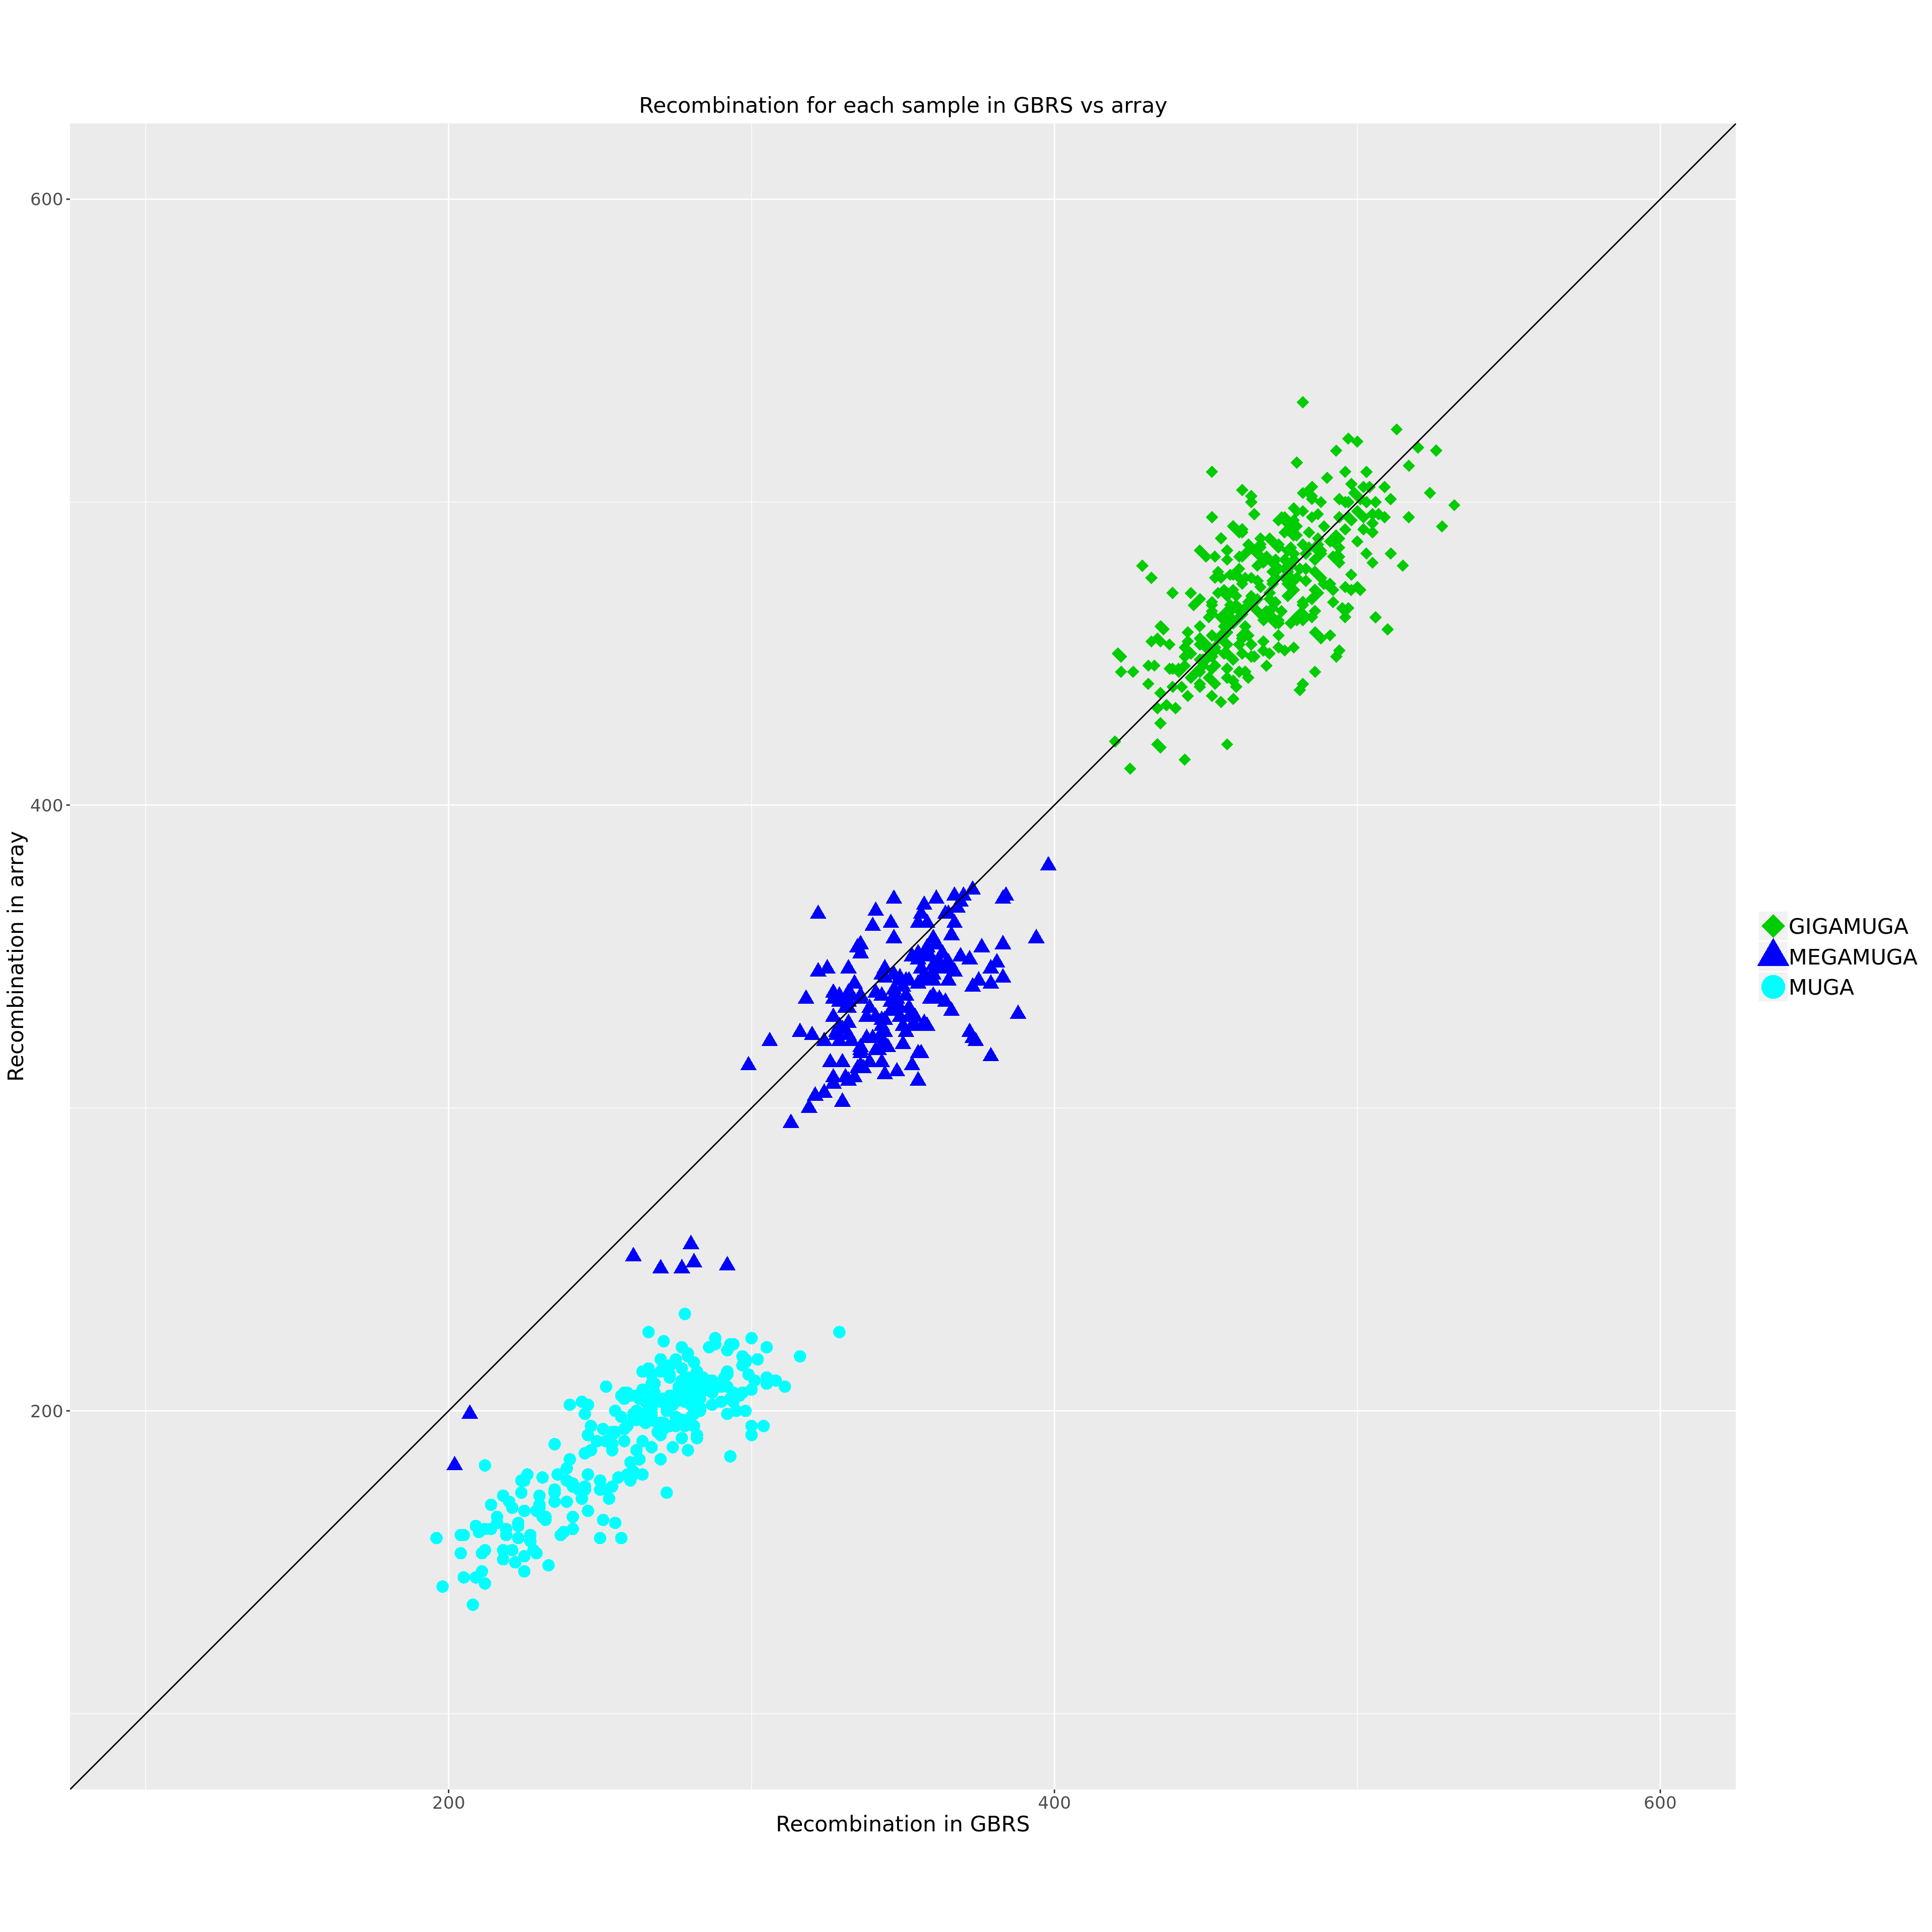 Recombination for each sample in GBRS vs array
600
400
200
Recombination in array
200
400
600
Recombination in GBRS
GIGAMUGA
MEGAMUGA
MUGA